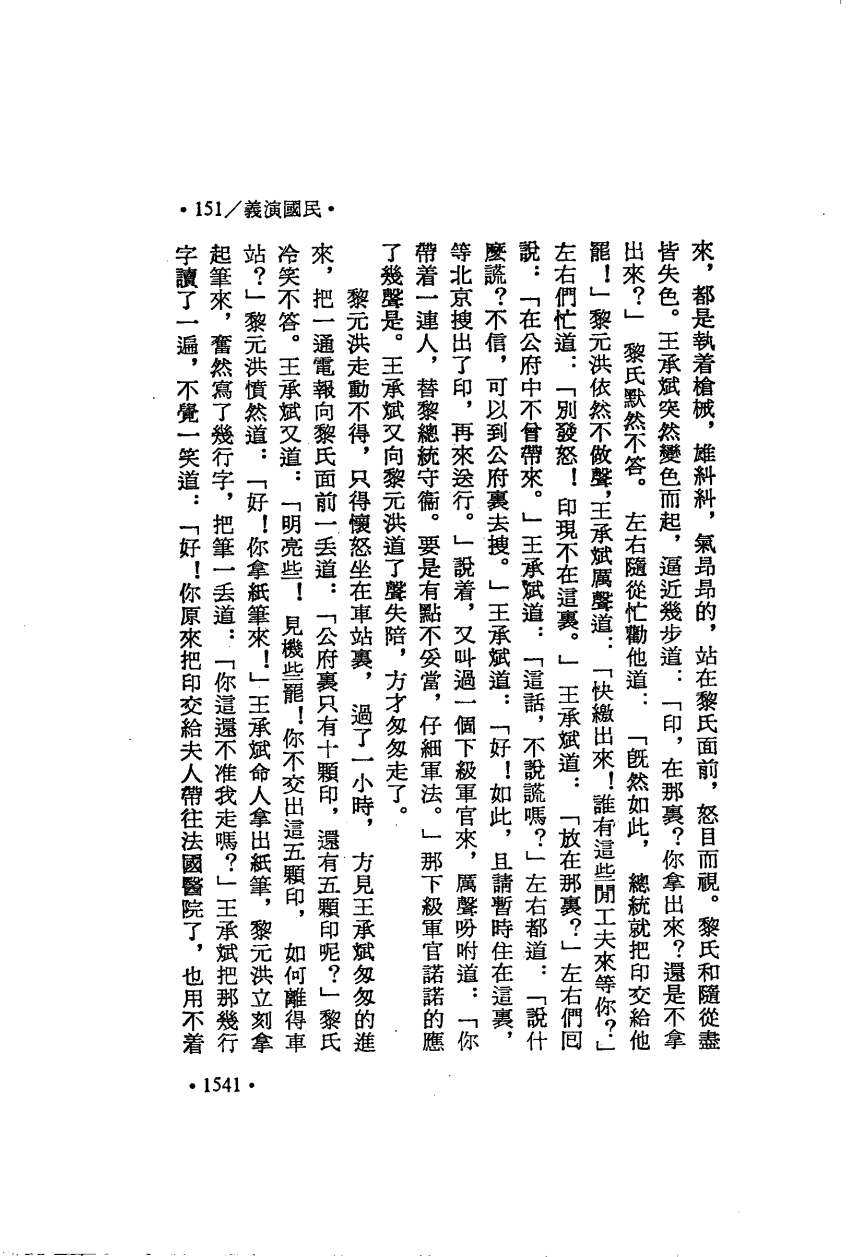 •151／義演國民•
來，都是執着槍械，雄糾糾，氣昂昂的，站在黎氏面前，怒目而視。黎氏和隨從盡
皆失色。王承斌突然變色而起，逼近幾步道：「印，在那裏？你拿出來？還是不拿
出來？」黎氏默然不答。左右隨從忙勸他道：「既然如此，總統就把印交給他
罷！」黎元洪依然不做聲，王承斌厲聲道：「快繳出來！誰有這些閒工夫來等你？」
左右們忙道：「別發怒！印現不在這裏。」王承斌道：「放在那裏？」左右們回
說：「在公府中不曾帶來。」王承斌道：「這話，不說謊嗎？」左右都道：「說什
麼謊？不信，可以到公府裏去搜。」王承斌道：「好！如此，且請暫時住在這裏，
等北京搜出了印，再來送行。」說着，又叫過一個下級軍官來，厲聲吩咐道：「你
帶着一連人，替黎總統守衞。要是有點不妥當，仔細軍法。」那下級軍官諾諾的應
了幾聲是。王承斌又向黎元洪道了聲失陪，方才匆匆走了。
黎元洪走動不得，只得懷怒坐在車站裏，過了一小時，方見王承斌匆匆的進
來，把一通電報向黎氏面前一丢道：「公府裏只有十顆印，還有五顆印呢？」黎氏
冷笑不答。王承斌又道：「明亮些！見機些罷！你不交出這五顆印，如何離得車
站？」黎元洪憤然道：「好！你拿紙筆來！」王承斌命人拿出紙筆，黎元洪立刻拿
起筆來，奮然寫了幾行字，把筆一丢道：「你這還不准我走嗎？」王承斌把那幾行
字讀了一遍，不覺一笑道：「好！你原來把印交給夫人帶往法國醫院了，也用不着
•1541•